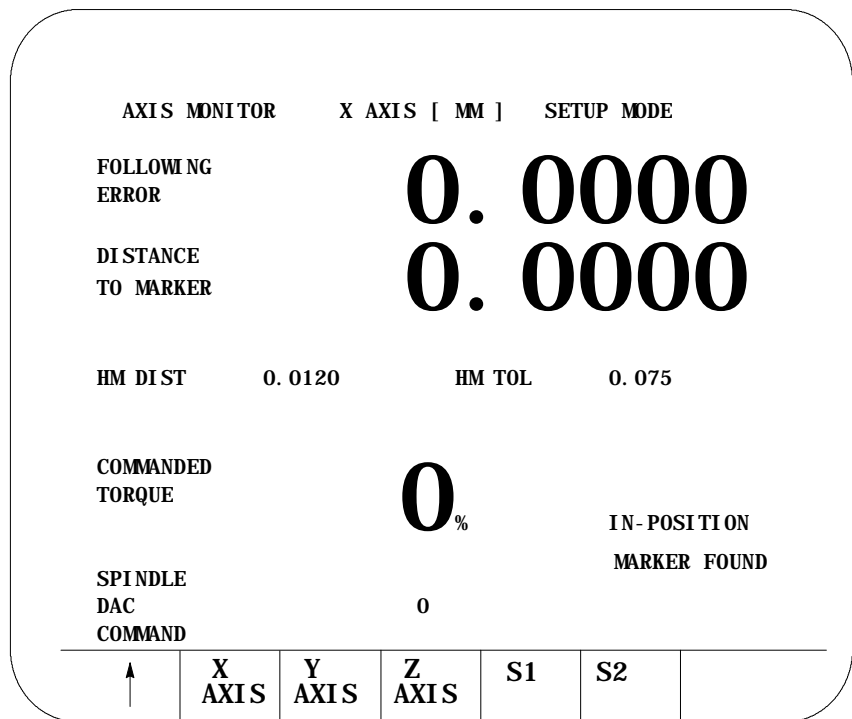 AXIS MONITOR X AXIS [ MM ] SETUP MODE
FOLLOWING
ERROR
0.0000
DISTANCE
TO MARKER
0.0000
HM DIST 0.0120 HM TOL 0.075
COMMANDED
TORQUE
0%
IN-POSITION
MARKER FOUND
SPINDLE
DAC
COMMAND
0
X
AXIS
Y
AXIS
Z
AXIS
S1
S2